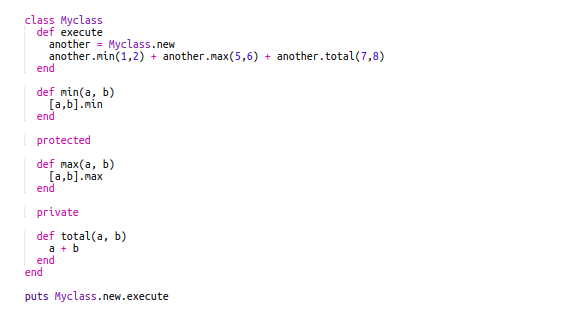 class Myclass
  def execute
    another = Myclass.new
    another.min(1,2) + another.max(5,6) + another.total(7,8)
  end

  def min(a, b)
    [a,b].min
  end

  protected

  def max(a, b)
    [a,b].max
  end

  private

  def total(a, b)
    a + b
  end
end

puts Myclass.new.execute